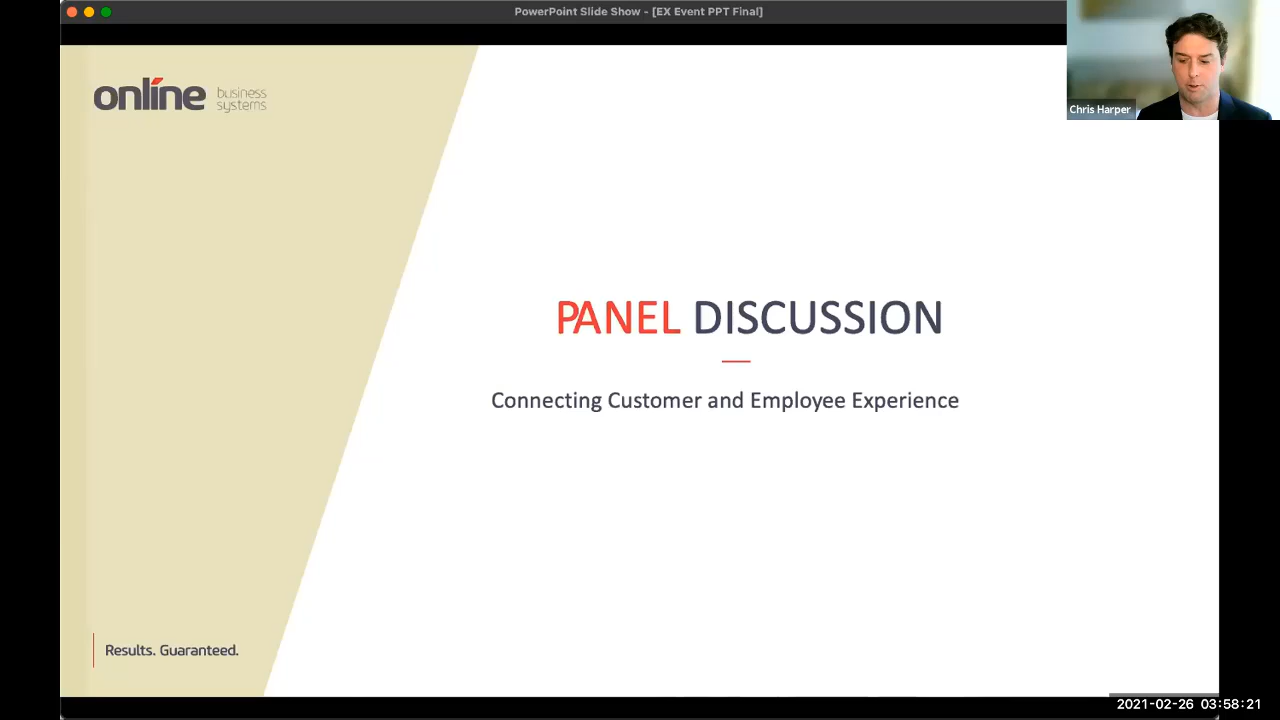 PowerPoint Slide Show - [EX Event PPT Final]
online business systems
Chris Harper
PANEL DISCUSSION
Connecting Customer and Employee Experience
Results. Guaranteed.
2021-02-26 03:58:21